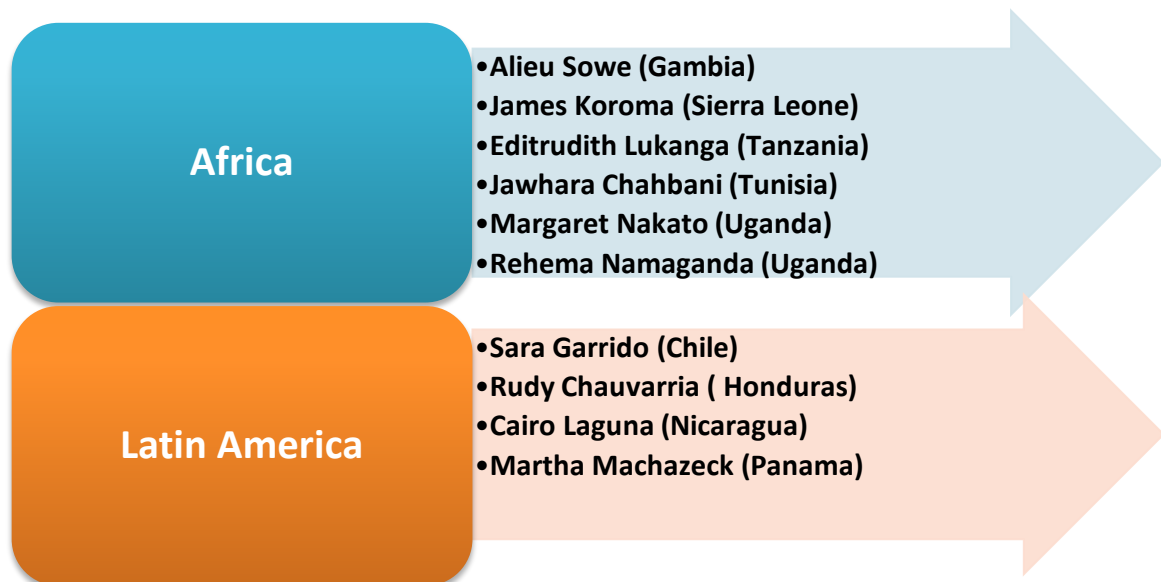 Africa
•Alieu Sowe (Gambia)
•James Koroma (Sierra Leone)
•Editrudith Lukanga (Tanzania)
•Jawhara Chahbani (Tunisia)
•Margaret Nakato (Uganda)
•Rehema Namaganda (Uganda)
Latin America
•Sara Garrido (Chile)
•Rudy Chauvarria ( Honduras)
•Cairo Laguna (Nicaragua)
•Martha Machazeck (Panama)